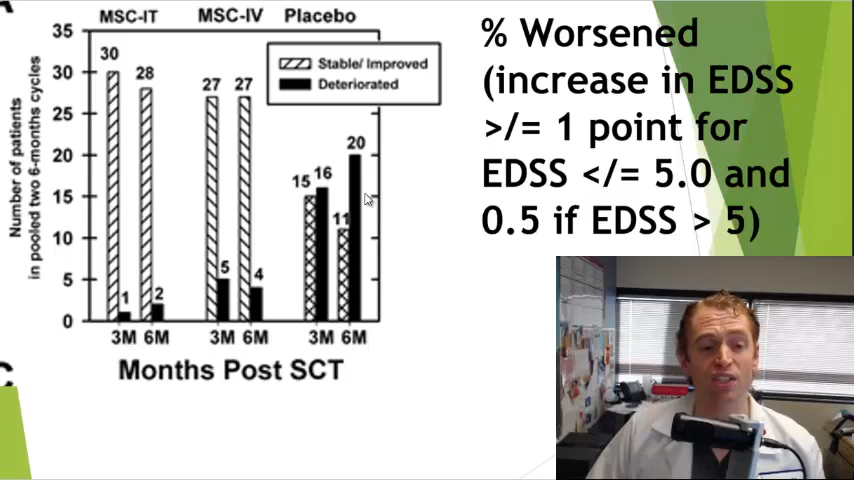 A
MSC-IT MSC-IV Placebo
Stable/ Improved
Deteriorated
Number of patients
in pooled two 6-months cycles
35
30
25
20
15
10
5
0
30 28 27 27 15 16 11 20
1 2 5 4
3M 6M 3M 6M 3M 6M
Months Post SCT
C
% Worsened
(increase in EDSS
>/= 1 point for
EDSS </= 5.0 and
0.5 if EDSS > 5)